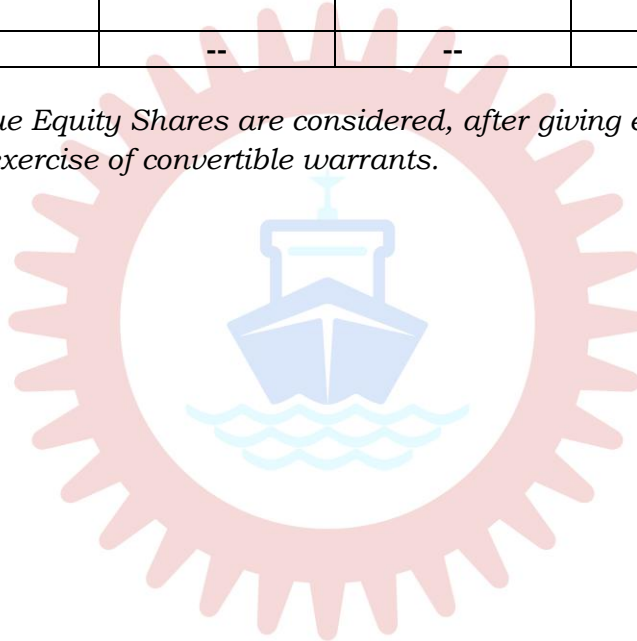 -- --
ue Equity Shares are considered, after giving e
exercise of convertible warrants.